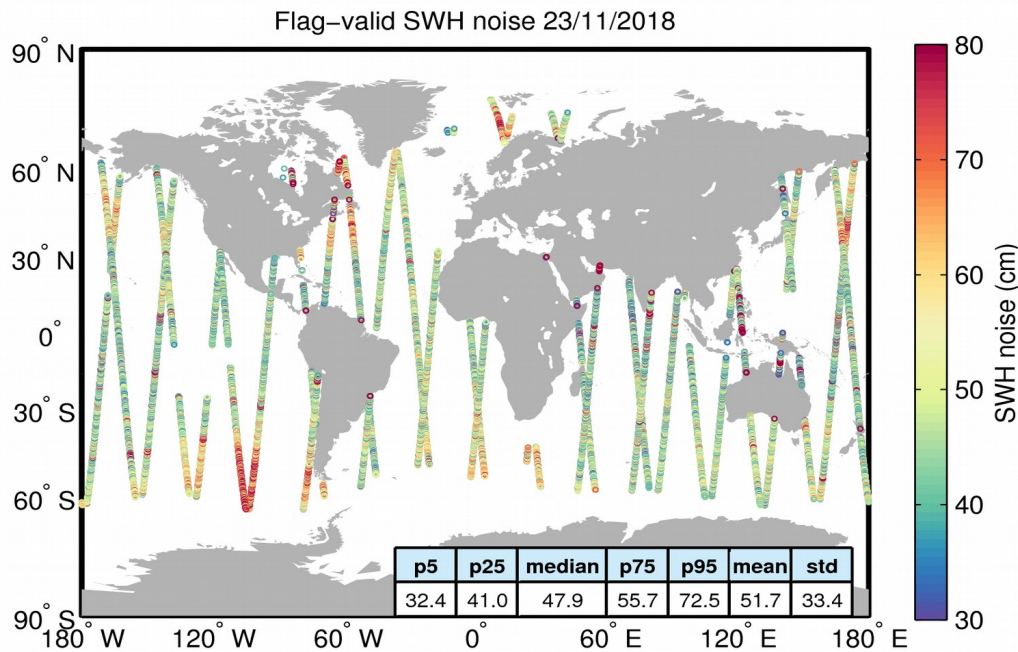 Flag–valid SWH noise 23/11/2018
90° N
60° N
30° N
0°
30° S
60° S
90° S
180° W
120° W
60° W
0°
60° E
120° E
180° E
p5 p25 median p75 p95 mean std
32.4 41.0 47.9 55.7 72.5 51.7 33.4
80
70
60
50
40
30
SWH noise (cm)